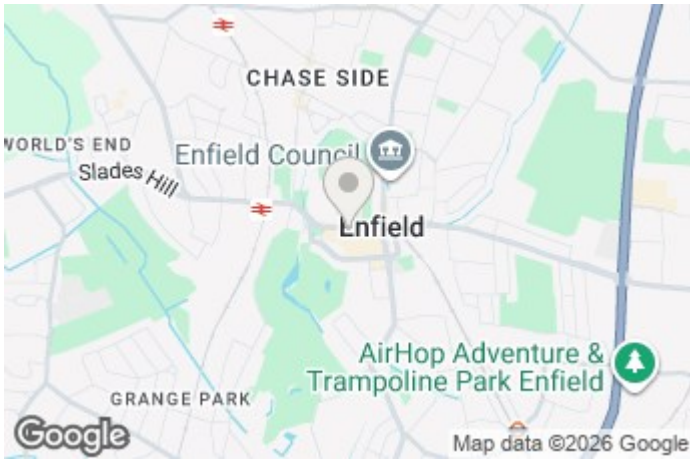 CHASE SIDE
WORLD'S END
Slades Hill
Enfield Council
Enfield
AirHop Adventure &
Trampoline Park Enfield
GRANGE PARK
Google
Map data ©2026 Google